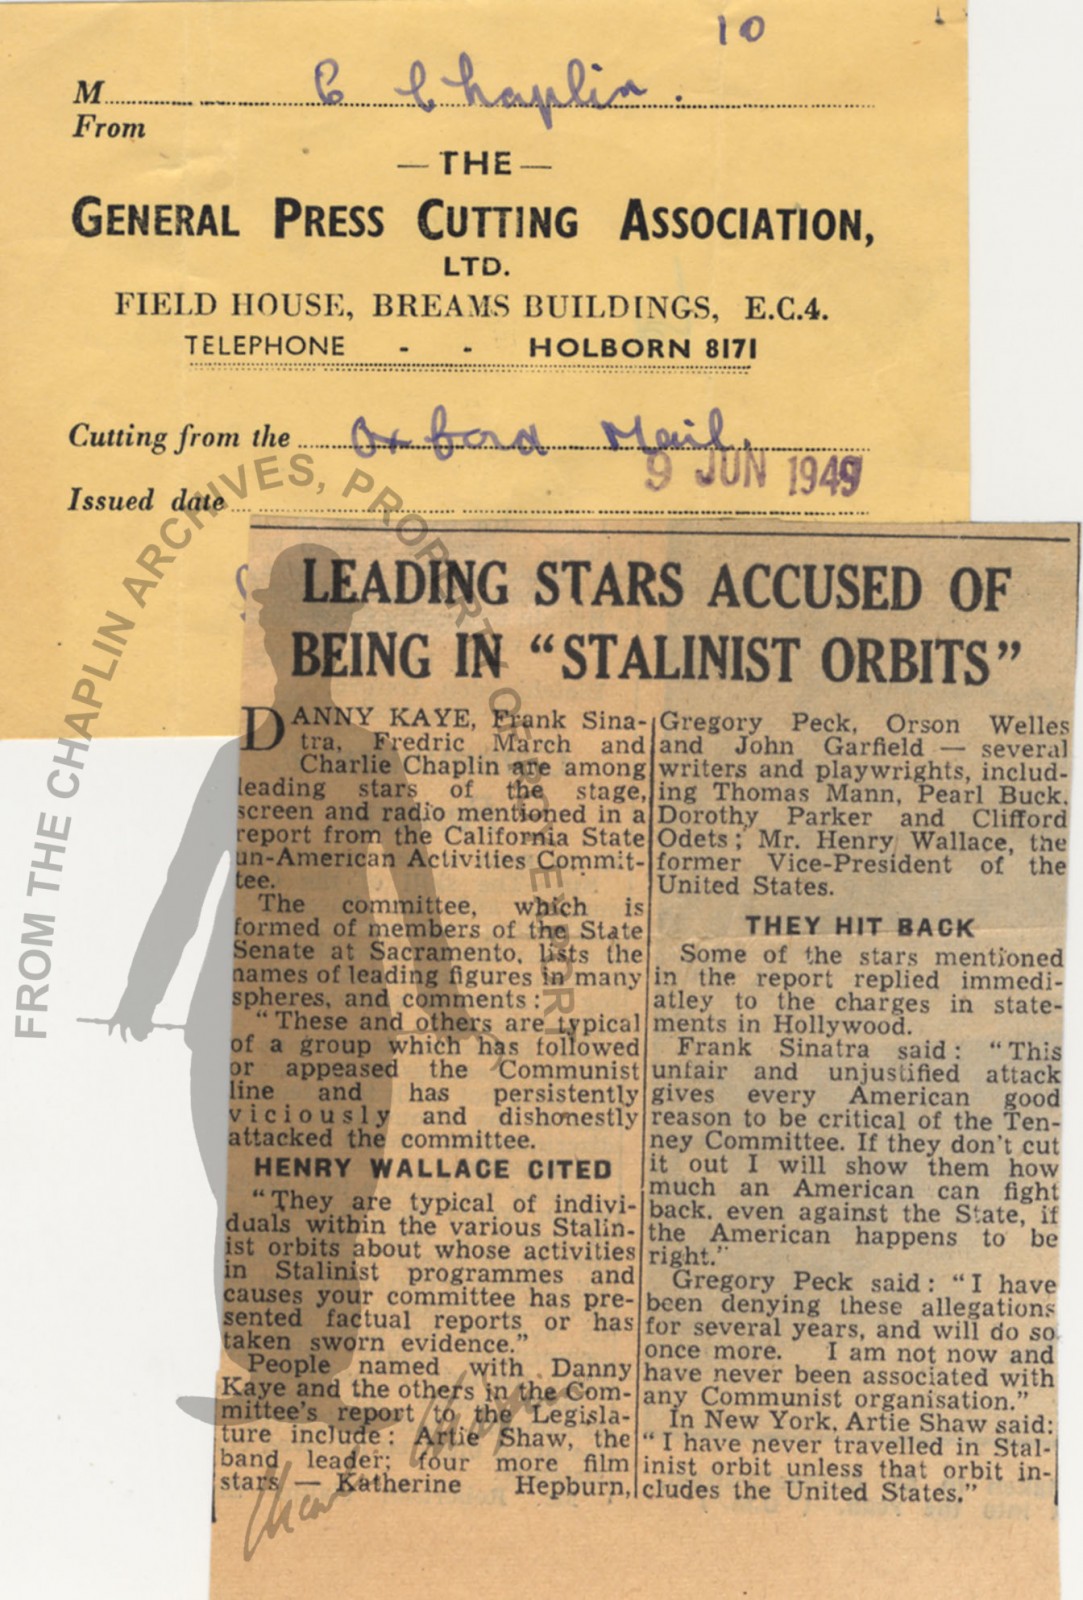 10
M C Chaplin.
From
— THE —
GENERAL PRESS CUTTING ASSOCIATION,
LTD.
FIELD HOUSE, BREAMS BUILDINGS, E.C.4.
TELEPHONE - - HOLBORN 8171
Cutting from the Oxford Mail.
9 JUN 1949
Issued date
LEADING STARS ACCUSED OF
BEING IN “STALINIST ORBITS”
DANNY KAYE, Frank Sina-
tra, Fredric March and
Charlie Chaplin are among
leading stars of the stage,
screen and radio mentioned in a
report from the California State
un-American Activities Commit-
tee.
The committee, which is
formed of members of the State
Senate at Sacramento, lists the
names of leading figures in many
spheres, and comments:
“These and others are typical
of a group which has followed
or appeased the Communist
line and has persistently
viciously and dishonestly
attacked the committee.
HENRY WALLACE CITED
“They are typical of indivi-
duals within the various Stalin-
ist orbits about whose activities
in Stalinist programmes and
causes your committee has pre-
sented factual reports or has
taken sworn evidence.”
People named with Danny
Kaye and the others in the Com-
mittee's report to the Legisla-
ture include: Artie Shaw, the
band leader; four more film
stars — Katherine Hepburn,
Gregory Peck, Orson Welles
and John Garfield — several
writers and playwrights, includ-
ing Thomas Mann, Pearl Buck,
Dorothy Parker and Clifford
Odets; Mr. Henry Wallace, the
former Vice-President of the
United States.
THEY HIT BACK
Some of the stars mentioned
in the report replied immedi-
atley to the charges in state-
ments in Hollywood.
Frank Sinatra said: “This
unfair and unjustified attack
gives every American good
reason to be critical of the Ten-
ney Committee. If they don't cut
it out I will show them how
much an American can fight
back, even against the State, if
the American happens to be
right.”
Gregory Peck said: “I have
been denying these allegations
for several years, and will do so
once more. I am not now and
have never been associated with
any Communist organisation.”
In New York, Artie Shaw said:
“I have never travelled in Stal-
inist orbit unless that orbit in-
cludes the United States.”
FROM THE CHAPLIN ARCHIVES, PROPERTY OF ROY EXPORT